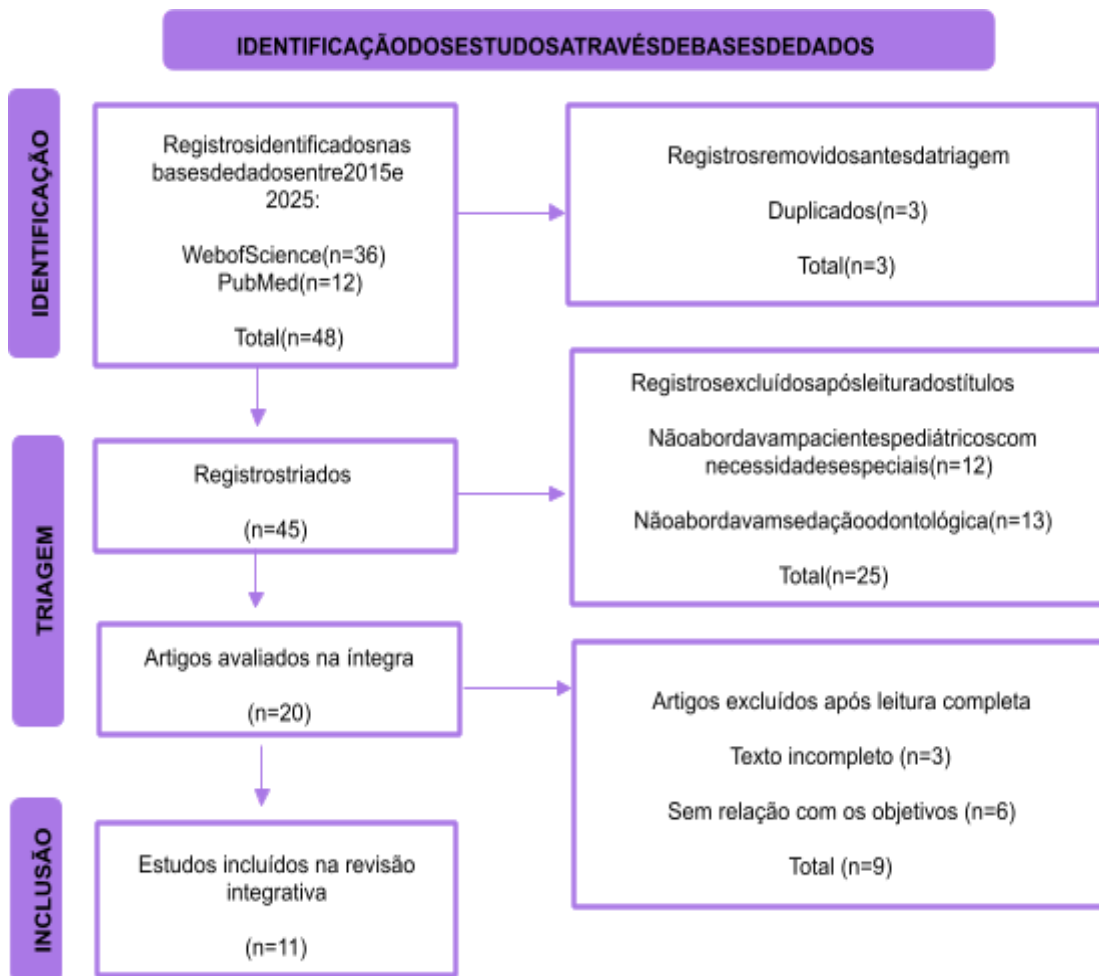 IDENTIFICAÇÃODOSESTUDOSATRAVÉSDEBASESDEDADOS
IDENTIFICAÇÃO
Registrosidentificadosnas
basesdedadosentre2015e
2025:
WebofScience(n=36)
PubMed(n=12)
Total(n=48)
Registrosremovidosantesdatriagem
Duplicados(n=3)
Total(n=3)
TRIAGEM
Registrostriados
(n=45)
Registrosexcluídosapósleituradostítulos
Nãoabordavampacientespediátricoscom
necessidadesespeciais(n=12)
Nãoabordavamsedaçãoodontológica(n=13)
Total(n=25)
Artigos avaliados na íntegra
(n=20)
Artigos excluídos após leitura completa
Texto incompleto (n=3)
Sem relação com os objetivos (n=6)
Total (n=9)
INCLUSÃO
Estudos incluídos na revisão
integrativa
(n=11)